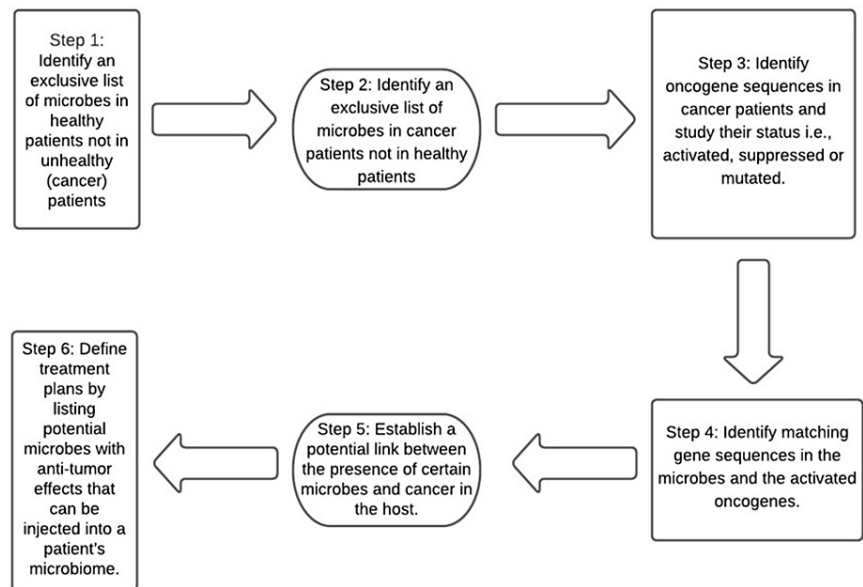 Step 1:
Identify an
exclusive list
of microbes in
healthy
patients not in
unhealthy
(cancer)
patients
Step 2: Identify an
exclusive list of
microbes in cancer
patients not in healthy
patients
Step 3: Identify
oncogene sequences in
cancer patients and
study their status i.e.,
activated, suppressed or
mutated.
Step 4: Identify matching
gene sequences in the
microbes and the activated
oncogenes.
Step 5: Establish a
potential link between
the presence of certain
microbes and cancer in
the host.
Step 6: Define
treatment plans by
listing potential
microbes with
anti-tumor
effects that
can be
injected into a
patient's
microbiome.